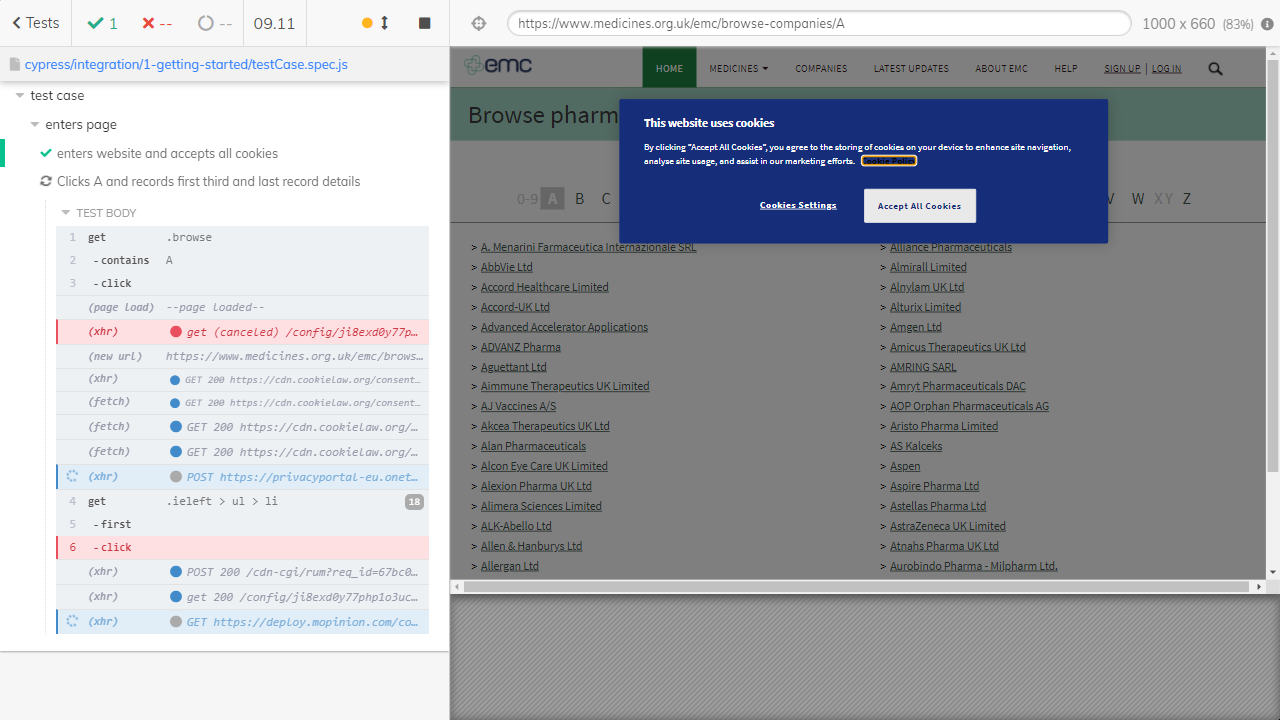 Tests
1
--
--
09.11
https://www.medicines.org.uk/emc/browse-companies/A
1000 x 660 (83%)
cypress/integration/1-getting-started/testCase.spec.js
test case
enters page
enters website and accepts all cookies
Clicks A and records first third and last record details
TEST BODY
1 get .browse
2 -contains A
3 -click
(page load) --page loaded--
(xhr) get (canceled) /config/ji8exd0y77p…
(new url) https://www.medicines.org.uk/emc/brows…
(xhr) GET 200 https://cdn.cookielaw.org/consent…
(fetch) GET 200 https://cdn.cookielaw.org/consent…
(fetch) GET 200 https://cdn.cookielaw.org/…
(fetch) GET 200 https://cdn.cookielaw.org/…
(xhr) POST https://privacyportal-eu.onet…
4 get .ieleft > ul > li 18
5 -first
6 -click
(xhr) POST 200 /cdn-cgi/rum?req_id=67bc0…
(xhr) get 200 /config/ji8exd0y77php1o3uc…
(xhr) GET https://deploy.mopinion.com/co…
emc
HOME MEDICINES COMPANIES LATEST UPDATES ABOUT EMC HELP SIGN UP | LOG IN
Browse pharm
This website uses cookies
By clicking "Accept All Cookies", you agree to the storing of cookies on your device to enhance site navigation,
analyse site usage, and assist in our marketing efforts. Cookie Policy
Cookies Settings Accept All Cookies
0-9 A B C V W X Y Z
> A. Menarini Farmaceutica Internazionale SRL
> AbbVie Ltd
> Accord Healthcare Limited
> Accord-UK Ltd
> Advanced Accelerator Applications
> ADVANZ Pharma
> Aguettant Ltd
> Aimmune Therapeutics UK Limited
> AJ Vaccines A/S
> Akcea Therapeutics UK Ltd
> Alan Pharmaceuticals
> Alcon Eye Care UK Limited
> Alexion Pharma UK Ltd
> Alimera Sciences Limited
> ALK-Abello Ltd
> Allen & Hanburys Ltd
> Allergan Ltd
> Alliance Pharmaceuticals
> Almirall Limited
> Alnylam UK Ltd
> Alturix Limited
> Amgen Ltd
> Amicus Therapeutics UK Ltd
> AMRING SARL
> Amryt Pharmaceuticals DAC
> AOP Orphan Pharmaceuticals AG
> Aristo Pharma Limited
> AS Kalceks
> Aspen
> Aspire Pharma Ltd
> Astellas Pharma Ltd
> AstraZeneca UK Limited
> Atnahs Pharma UK Ltd
> Aurobindo Pharma - Milpharm Ltd.